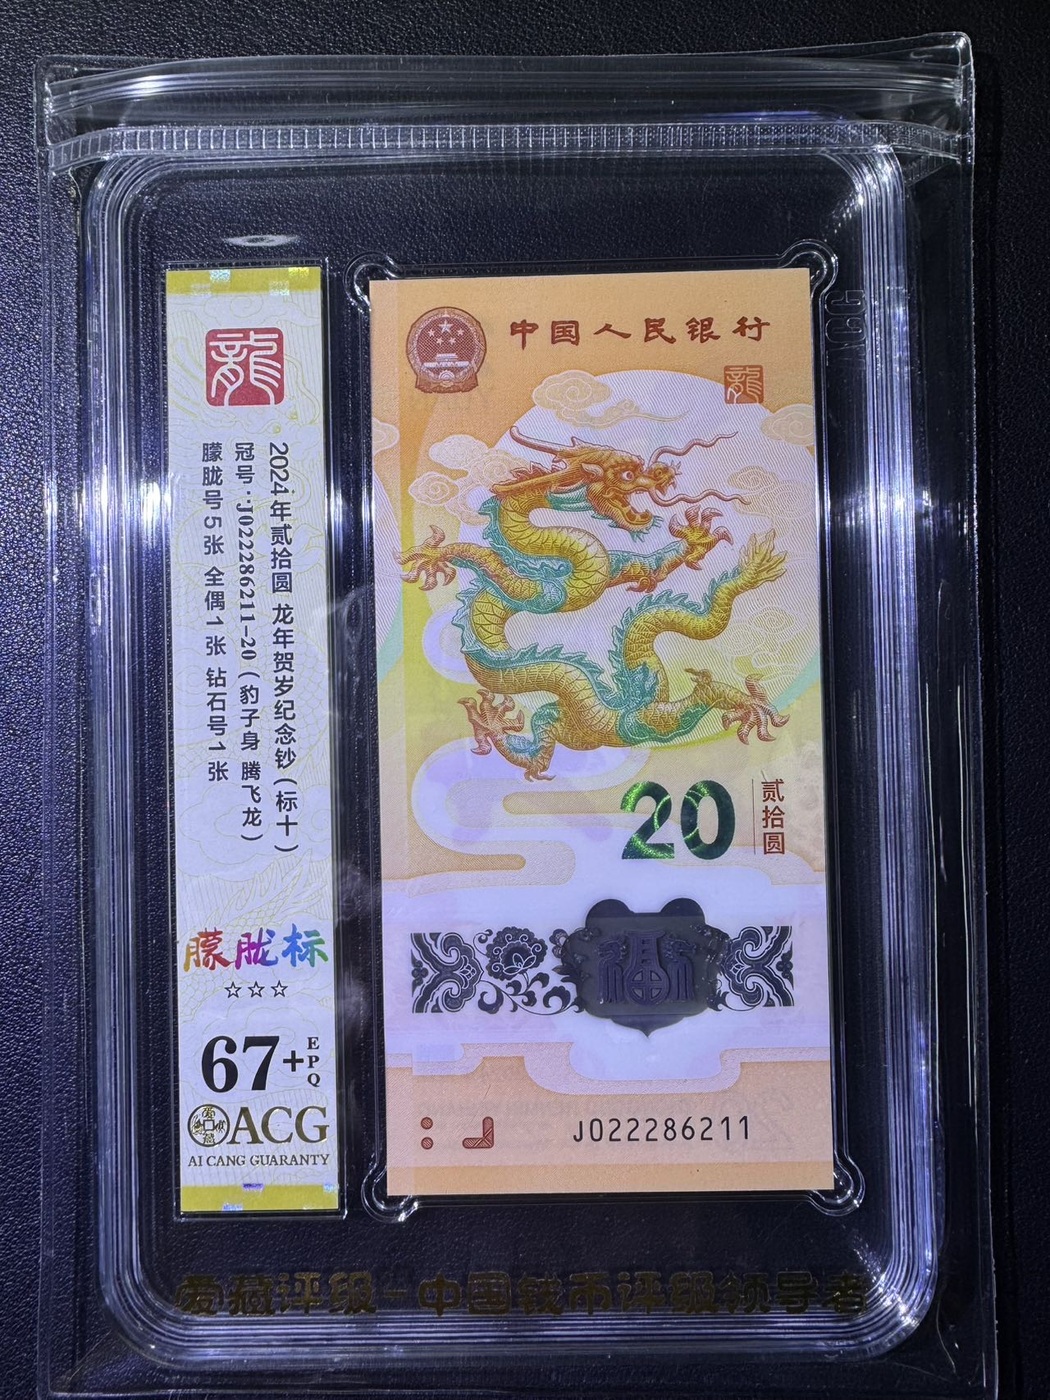 龍
2024年贰拾圆 龙年贺岁纪念钞(标十)
冠号:J022286211-20(豹子身 腾飞龙)
朦胧号5张 全偶1张 钻石号1张
朦胧标
☆☆☆
67+EPQ
ACG
AI CANG GUARANTY
中国人民银行
龍
20
贰拾圆
福
J022286211
爱藏评级-中国钱币评级领导者